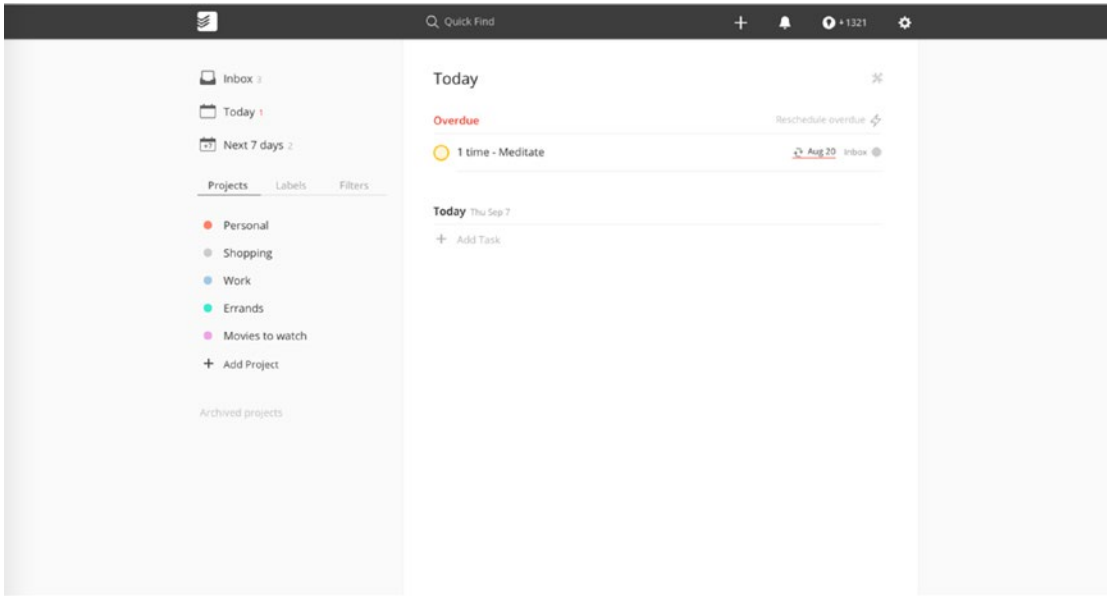 Quick Find
1321
Inbox 3
Today 1
Next 7 days 2
Projects Labels Filters
Personal
Shopping
Work
Errands
Movies to watch
+ Add Project
Archived projects
Today
Overdue Reschedule overdue
1 time - Meditate Aug 20 Inbox
Today Thu Sep 7
+ Add Task